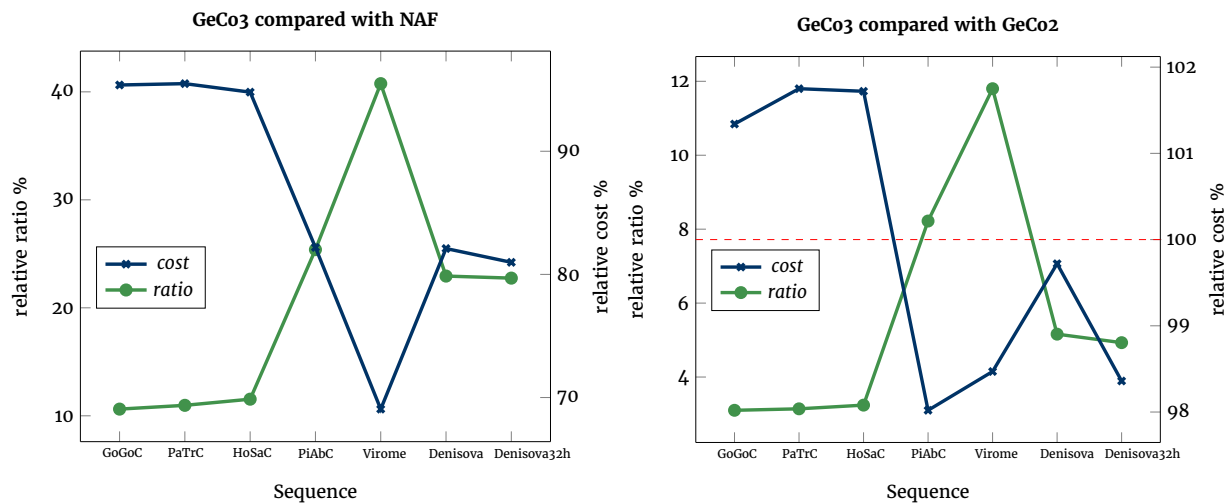 GeCo3 compared with NAF
relative ratio %
40
30
20
10
90
80
70
relative cost %
cost
ratio
GoGoC PaTrC HoSaC PiAbC Virome Denisova Denisova32h
Sequence
GeCo3 compared with GeCo2
relative ratio %
12
10
8
6
4
102
101
100
99
98
relative cost %
cost
ratio
GoGoC PaTrC HoSaC PiAbC Virome Denisova Denisova32h
Sequence